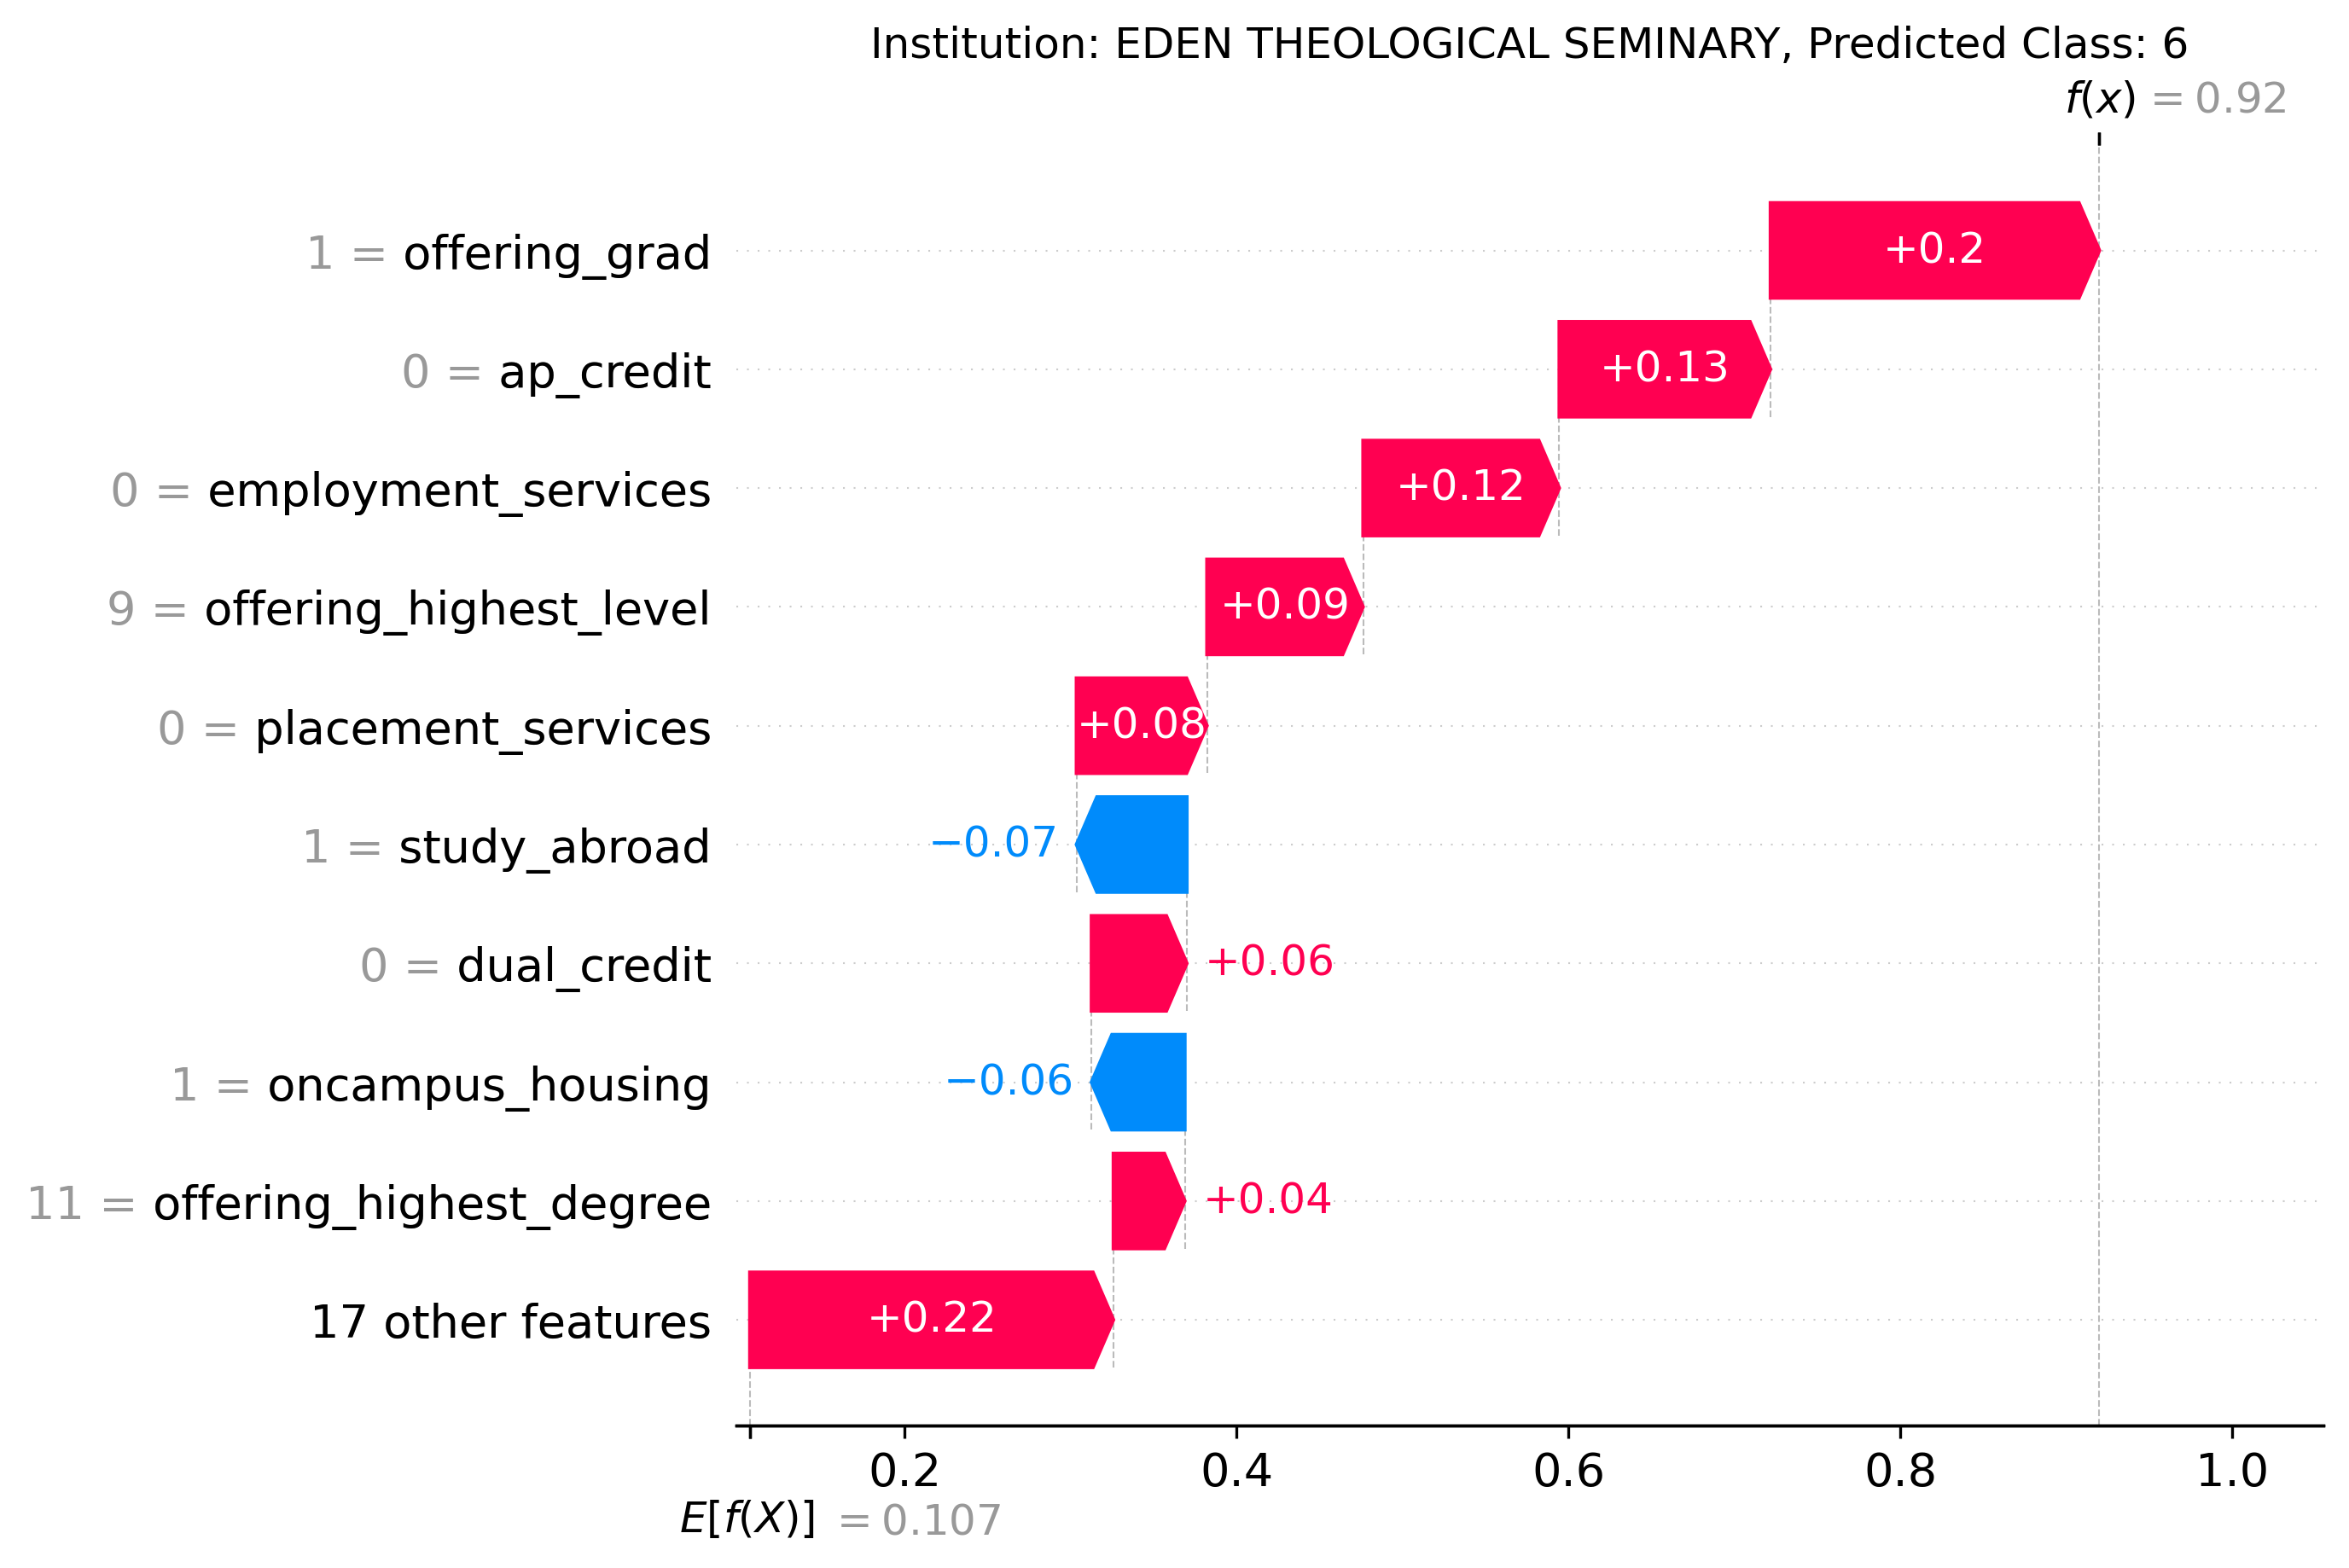 Institution: EDEN THEOLOGICAL SEMINARY, Predicted Class: 6
f(x) = 0.92
1 = offering_grad +0.2
0 = ap_credit +0.13
0 = employment_services +0.12
9 = offering_highest_level +0.09
0 = placement_services +0.08
1 = study_abroad −0.07
0 = dual_credit +0.06
1 = oncampus_housing −0.06
11 = offering_highest_degree +0.04
17 other features +0.22
0.2 0.4 0.6 0.8 1.0
E[f(X)] = 0.107